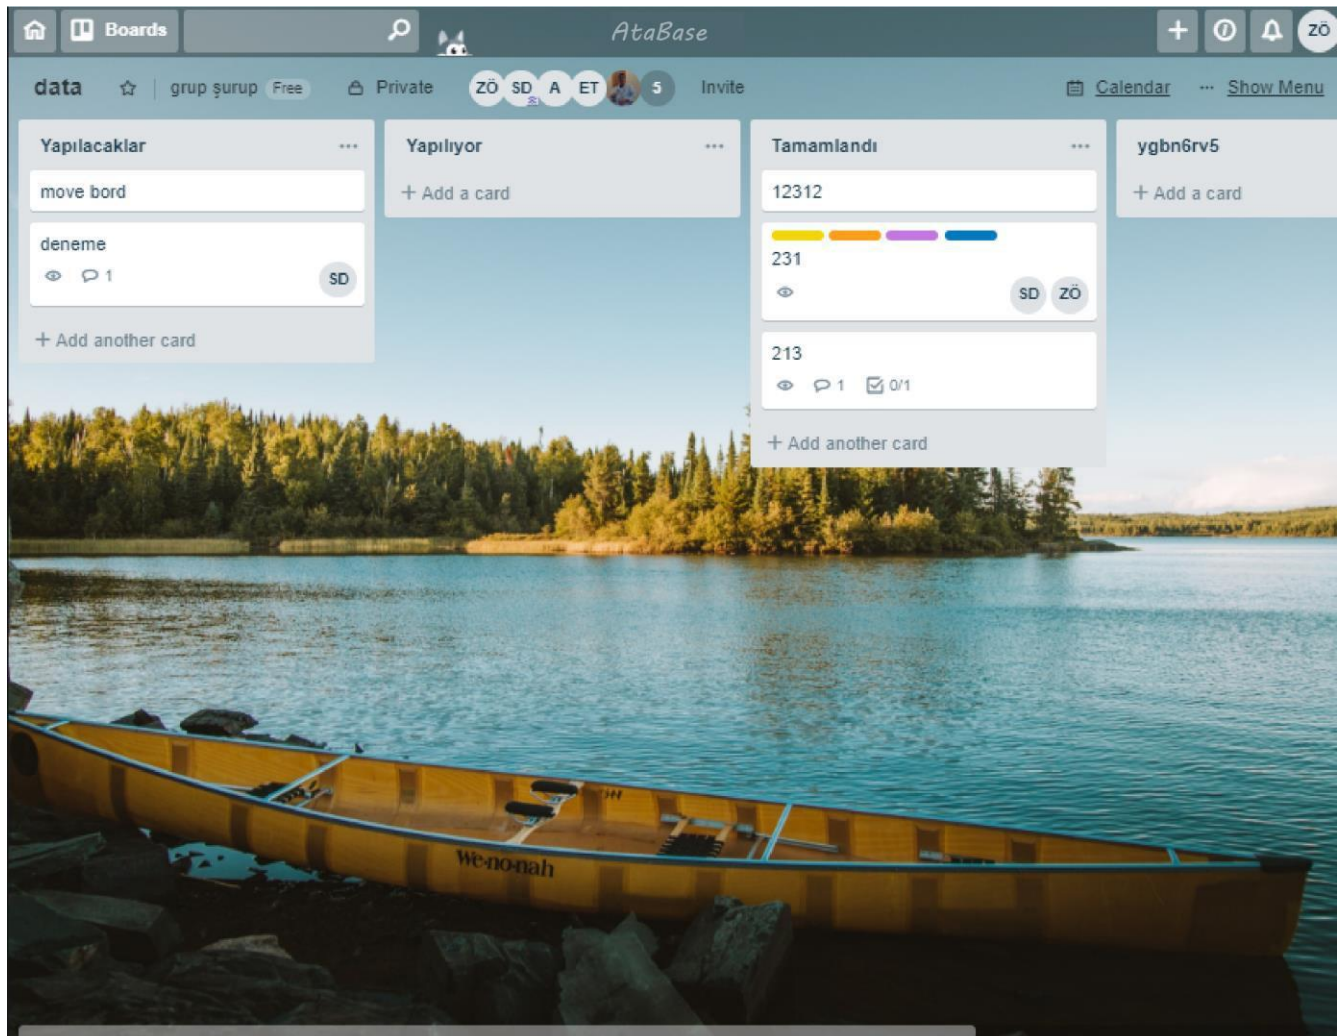 Boards
AtaBase
ZÖ
data
grup şurup Free
Private
ZÖ SD A ET 5
Invite
Calendar
··· Show Menu
Yapılacaklar
move bord
deneme
1
SD
+ Add another card
Yapılıyor
+ Add a card
Tamamlandı
12312
231
SD ZÖ
213
1 0/1
+ Add another card
ygbn6rv5
+ Add a card
We-no-nah